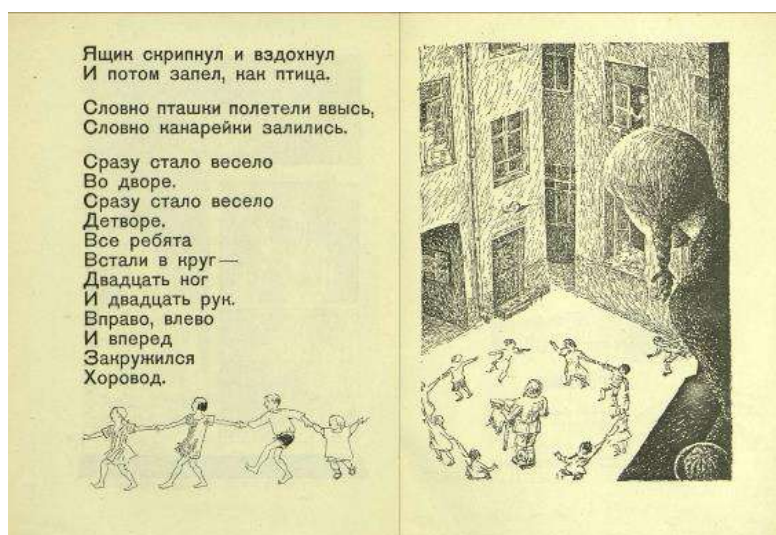 Ящик скрипнул и вздохнул
И потом запел, как птица.
Словно пташки полетели ввысь,
Словно канарейки залились.
Сразу стало весело
Во дворе.
Сразу стало весело
Детворе.
Все ребята
Встали в круг—
Двадцать ног
И двадцать рук.
Вправо, влево
И вперед
Закружился
Хоровод.